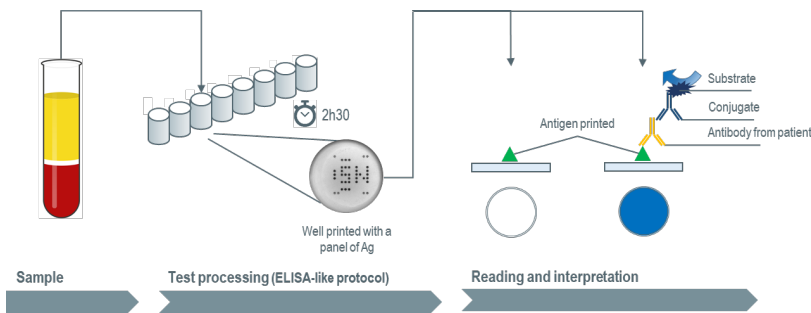 Substrate
2h30
Conjugate
Antigen printed
Antibody from patient
Well printed with a
panel of Ag
Sample
Test processing (ELISA-like protocol)
Reading and interpretation